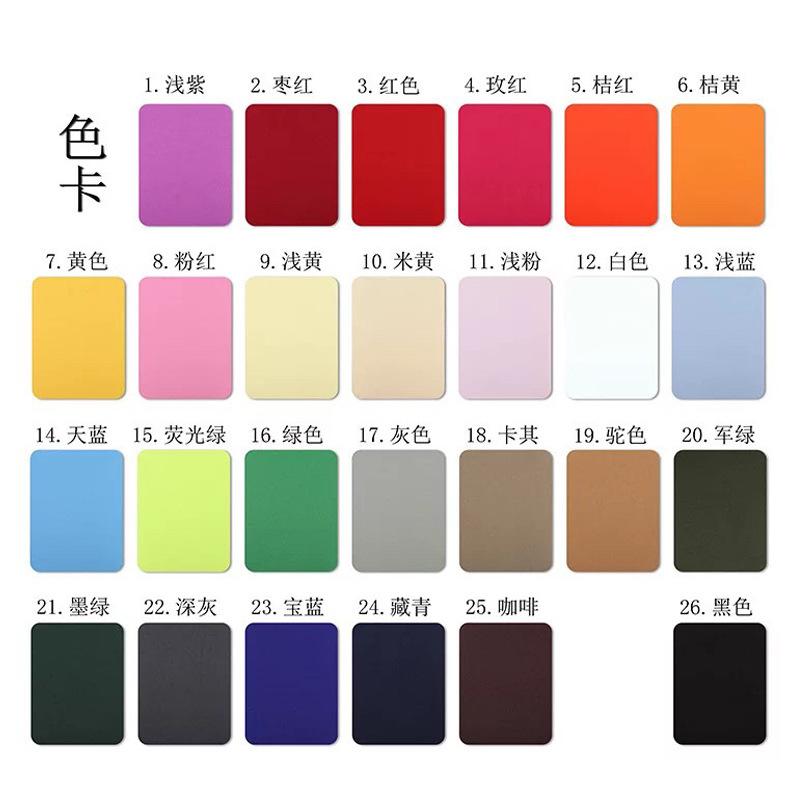 色卡
1.浅紫
2.枣红
3.红色
4.玫红
5.桔红
6.桔黄
7.黄色
8.粉红
9.浅黄
10.米黄
11.浅粉
12.白色
13.浅蓝
14.天蓝
15.荧光绿
16.绿色
17.灰色
18.卡其
19.驼色
20.军绿
21.墨绿
22.深灰
23.宝蓝
24.藏青
25.咖啡
26.黑色